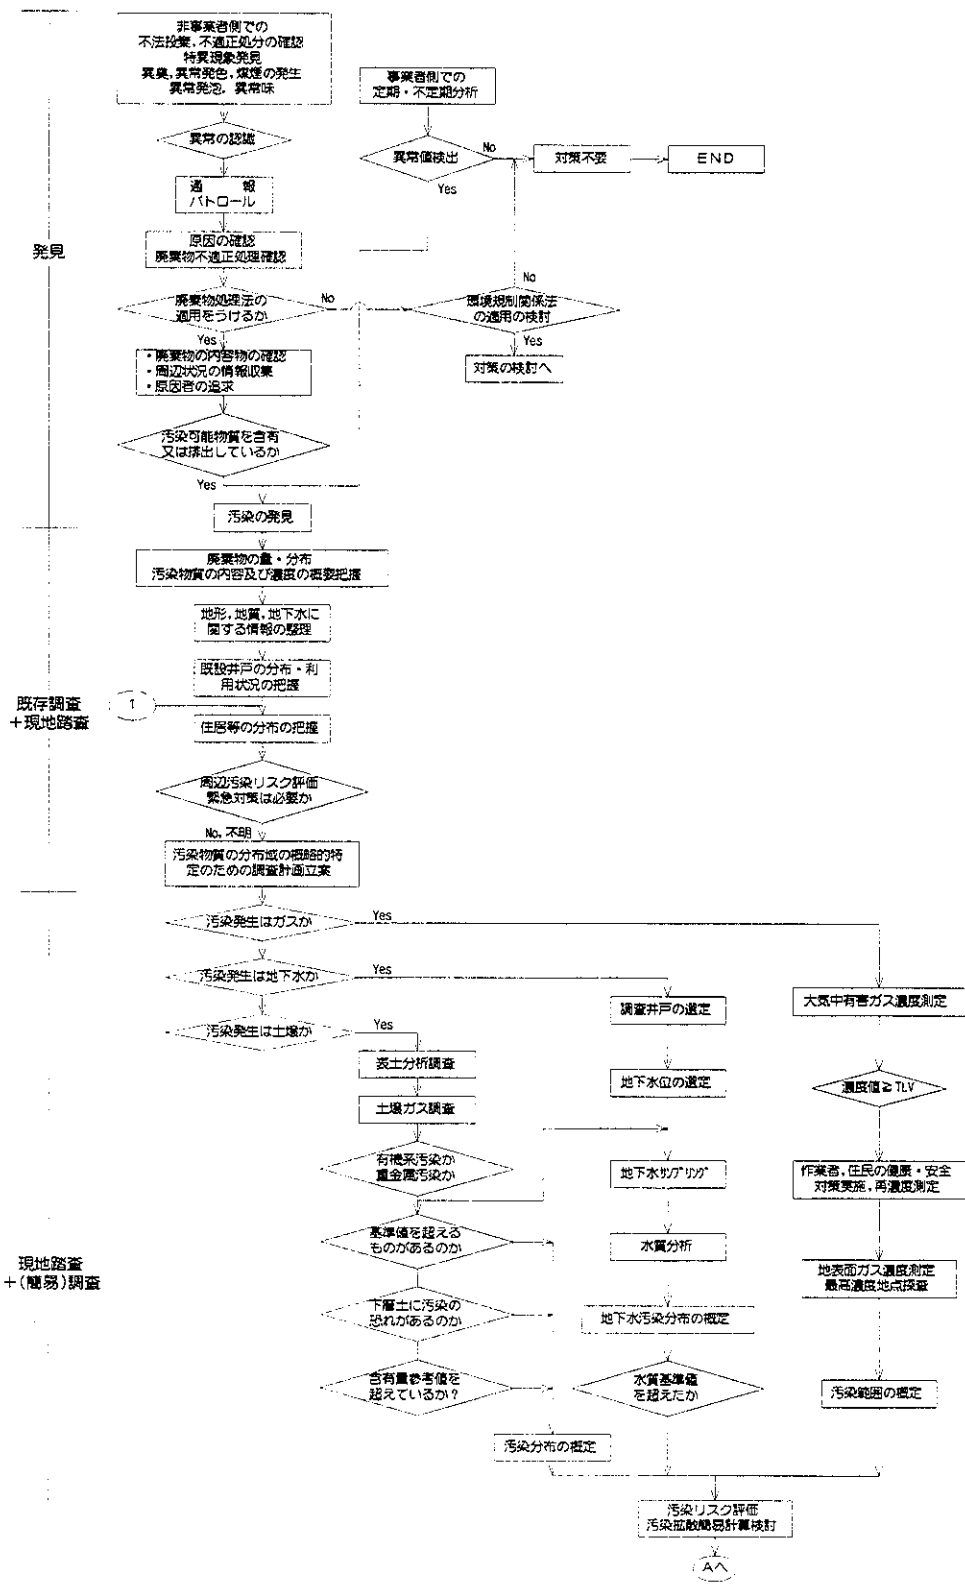 非事業者側での
不法投棄,不適正処分の確認
特異現象発見
異臭,異常発色,煤煙の発生
異常発泡,異常味
事業者側での
定期・不定期分析
異常の認識
異常値検出
No
対策不要
END
Yes
通 報
パトロール
発見
原因の確認
廃棄物不適正処理確認
No
廃棄物処理法の
適用をうけるか
No
環境規制関係法
の適用の検討
Yes
Yes
・廃棄物の内容物の確認
・周辺状況の情報収集
・原因者の追求
対策の検討へ
汚染可能物質を含有
又は排出しているか
Yes
汚染の発見
廃棄物の量・分布
汚染物質の内容及び濃度の概要把握
地形,地質,地下水に
関する情報の整理
既設井戸の分布・利
用状況の把握
既存調査
+現地踏査
1
住居等の分布の把握
周辺汚染リスク評価
緊急対策は必要か
No,不明
汚染物質の分布域の概略的特
定のための調査計画立案
汚染発生はガスか
Yes
汚染発生は地下水か
Yes
調査井戸の選定
大気中有害ガス濃度測定
汚染発生は土壌か
Yes
表土分析調査
地下水位の選定
濃度値≧TLV
土壌ガス調査
有機系汚染か
重金属汚染か
地下水サンプリング
作業者,住民の健康・安全
対策実施,再濃度測定
現地踏査
+(簡易)調査
基準値を超える
ものがあるのか
水質分析
地表面ガス濃度測定
最高濃度地点探査
下層土に汚染の
恐れがあるのか
地下水汚染分布の概定
含有量参考値を
超えているか?
水質基準値
を超えたか
汚染範囲の概定
汚染分布の概定
汚染リスク評価
汚染拡散簡易計算検討
Aへ